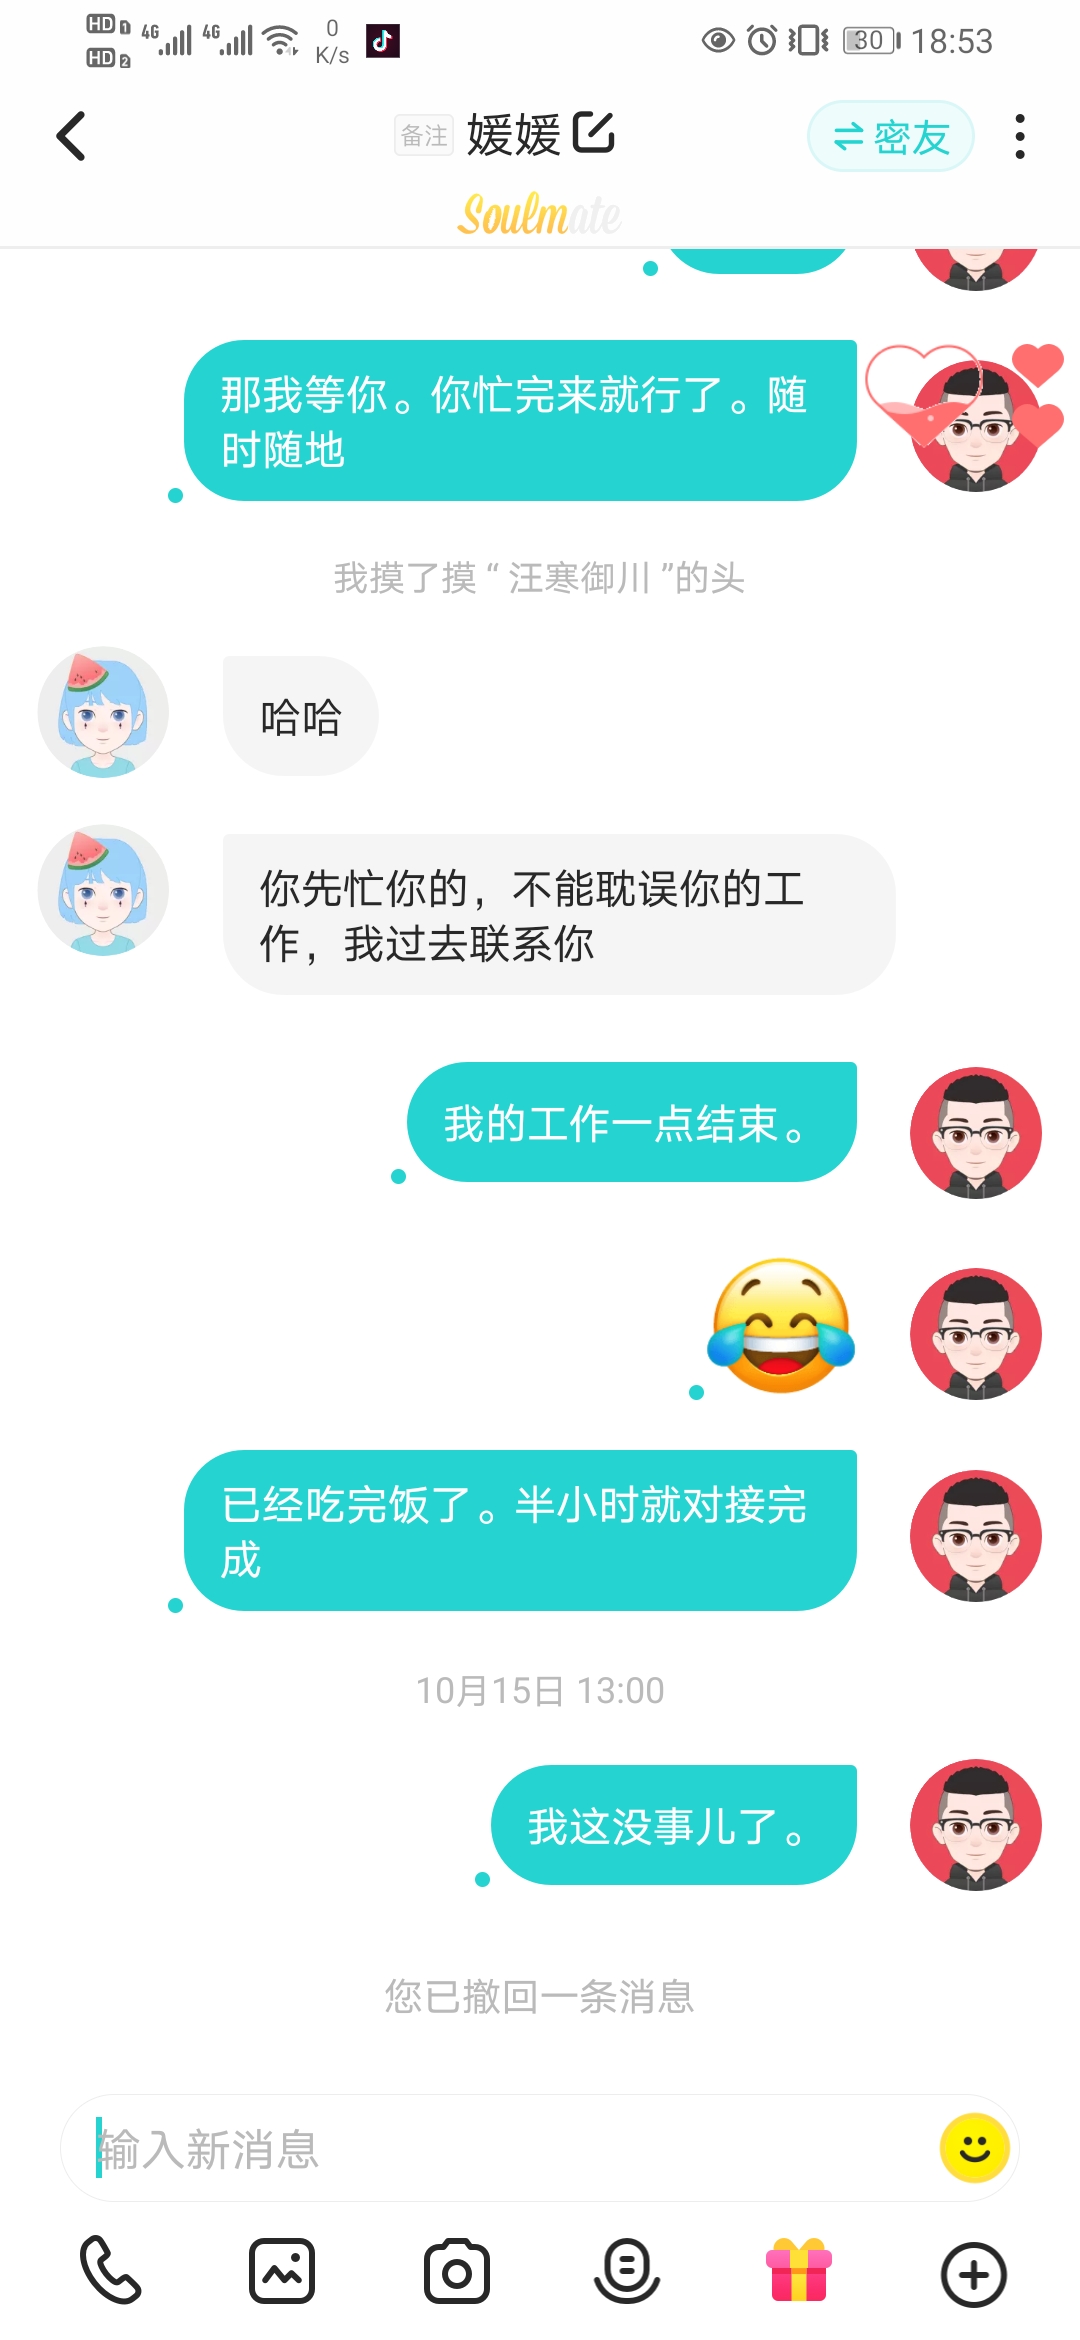 HD 1 4G 4G 0 30 18:53
HD 2 K/s
备注 媛媛 密友
Soulmate
那我等你。你忙完来就行了。随
时随地
我摸了摸“汪寒御川”的头
哈哈
你先忙你的，不能耽误你的工
作，我过去联系你
我的工作一点结束。
已经吃完饭了。半小时就对接完
成
10月15日 13:00
我这没事儿了。
您已撤回一条消息
输入新消息